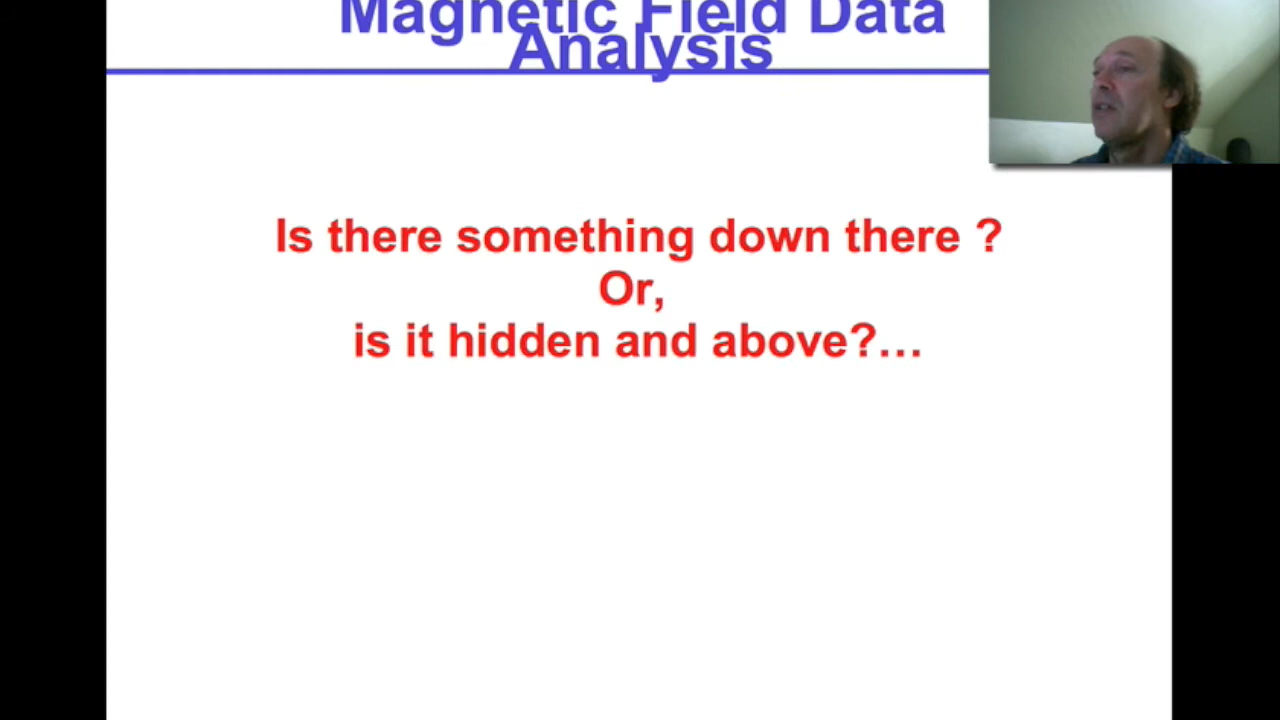 Magnetic Field Data
Analysis
Is there something down there ?
Or,
is it hidden and above?…